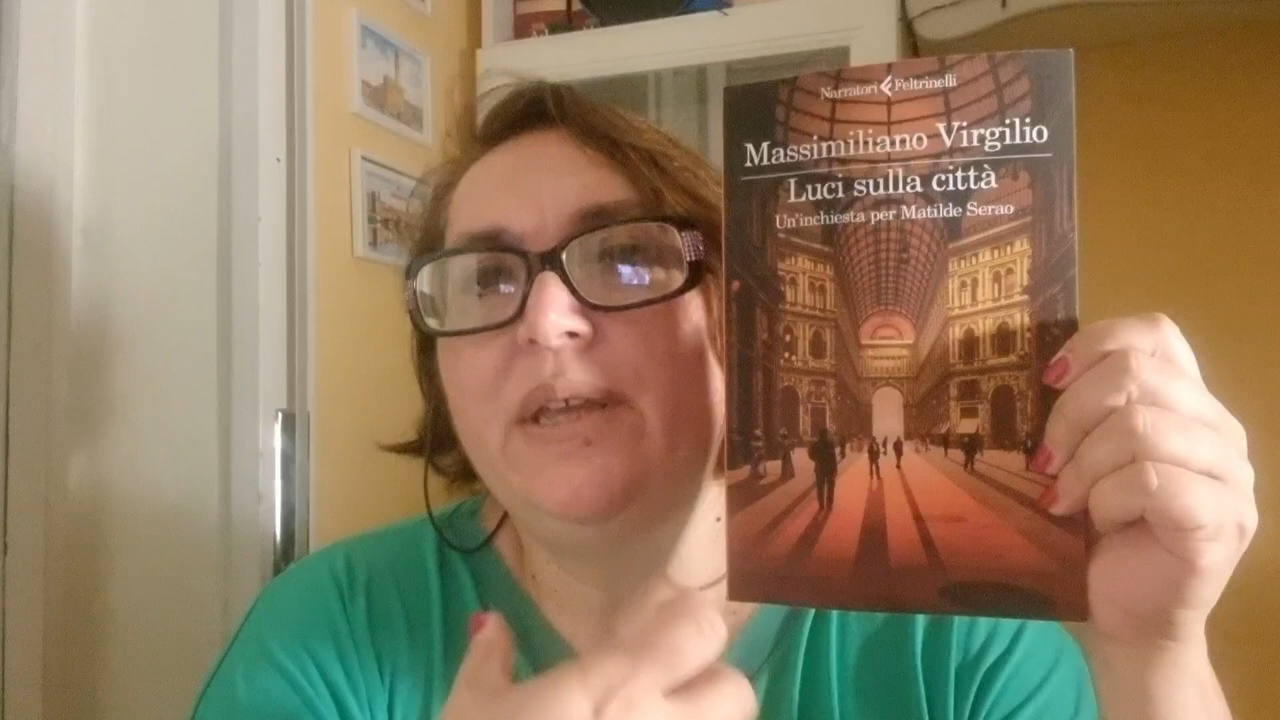 Narratori Feltrinelli
Massimiliano Virgilio
Luci sulla città
Un'inchiesta per Matilde Serao